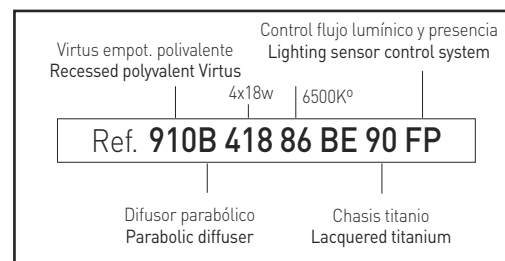 Control flujo lumínico y presencia
Lighting sensor control system
Virtus empot. polivalente
Recessed polyvalent Virtus
4x18w
6500Kº
Ref. 910B 418 86 BE 90 FP
Difusor parabólico
Parabolic diffuser
Chasis titanio
Lacquered titanium